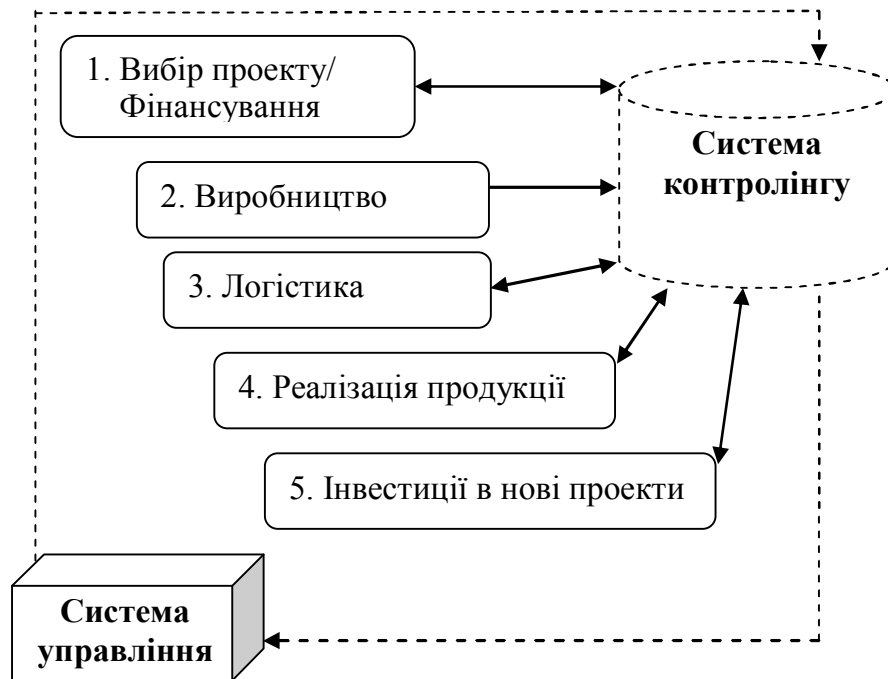 1. Вибір проекту/
Фінансування
Система
контролінгу
2. Виробництво
3. Логістика
4. Реалізація продукції
5. Інвестиції в нові проекти
Система
управління